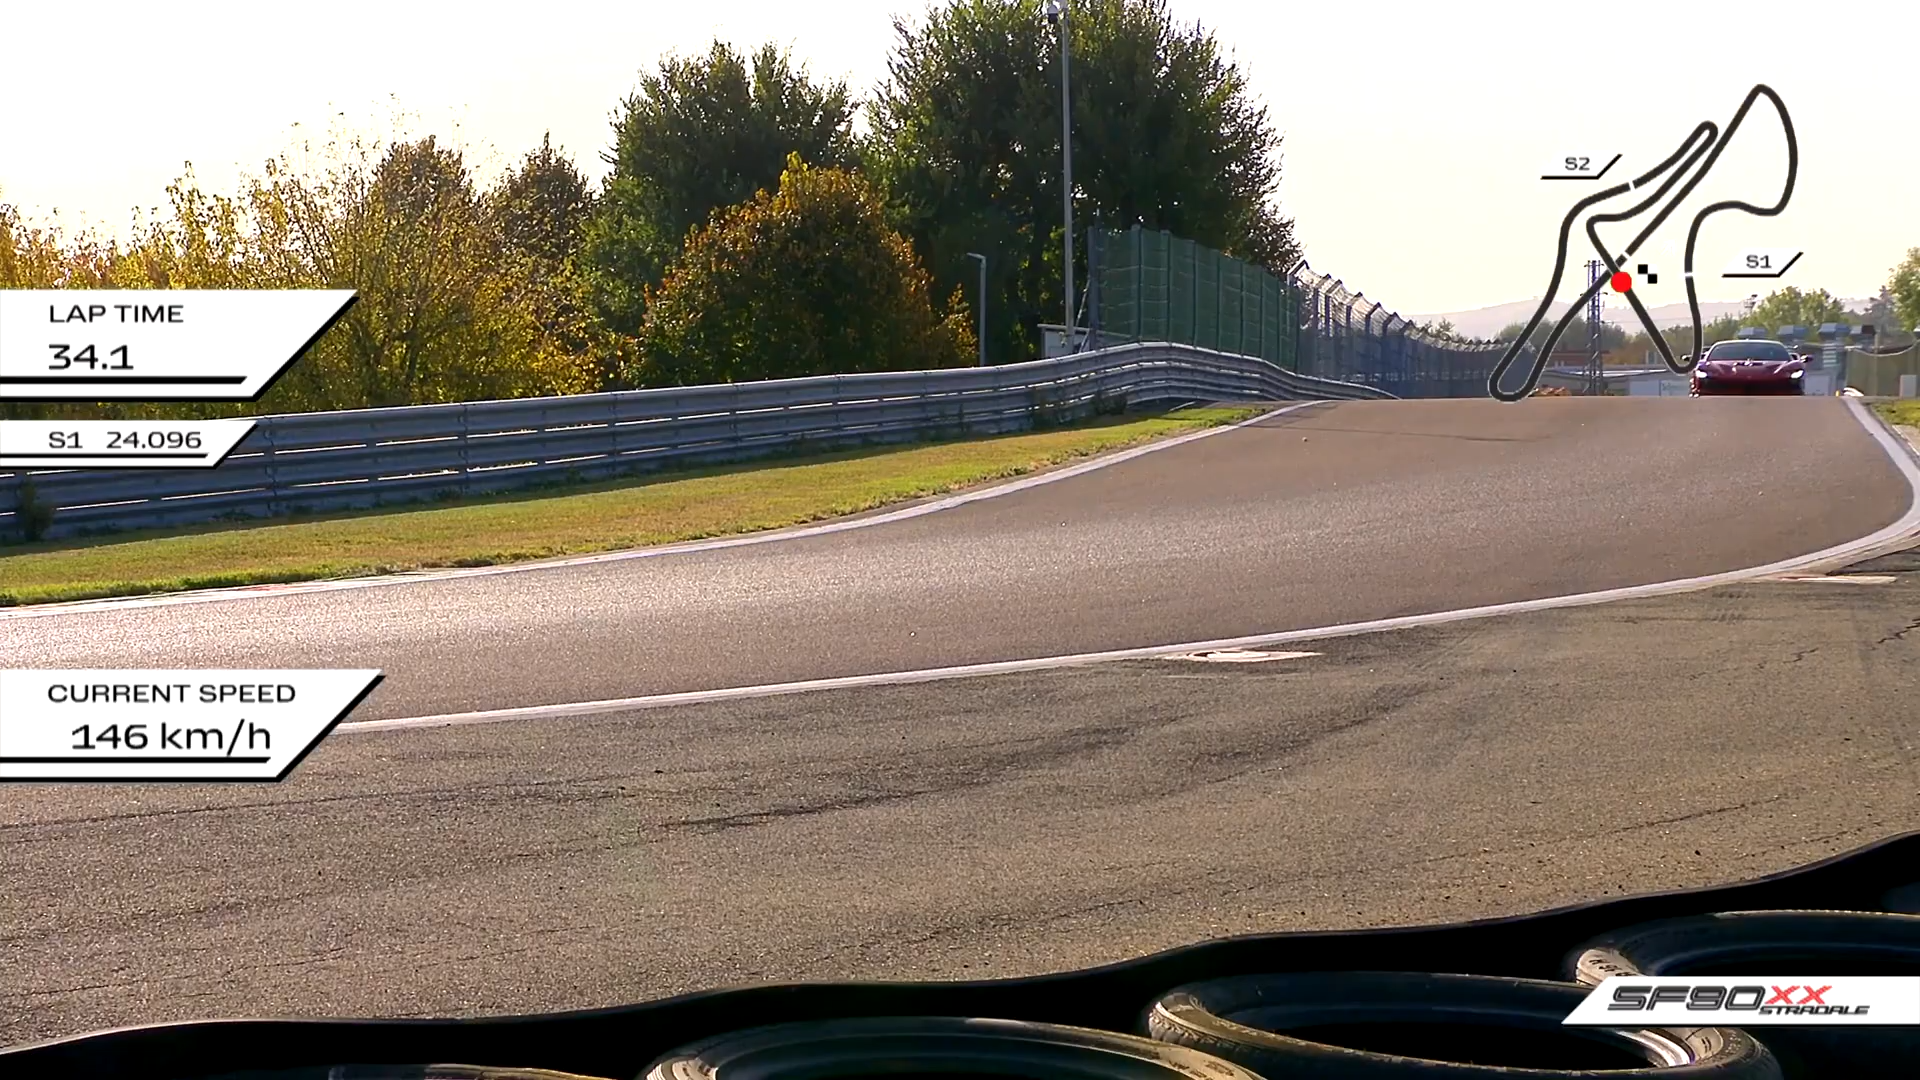 LAP TIME
34.1
S1 24.096
S2
S1
CURRENT SPEED
146 km/h
SF90XX
STRADALE